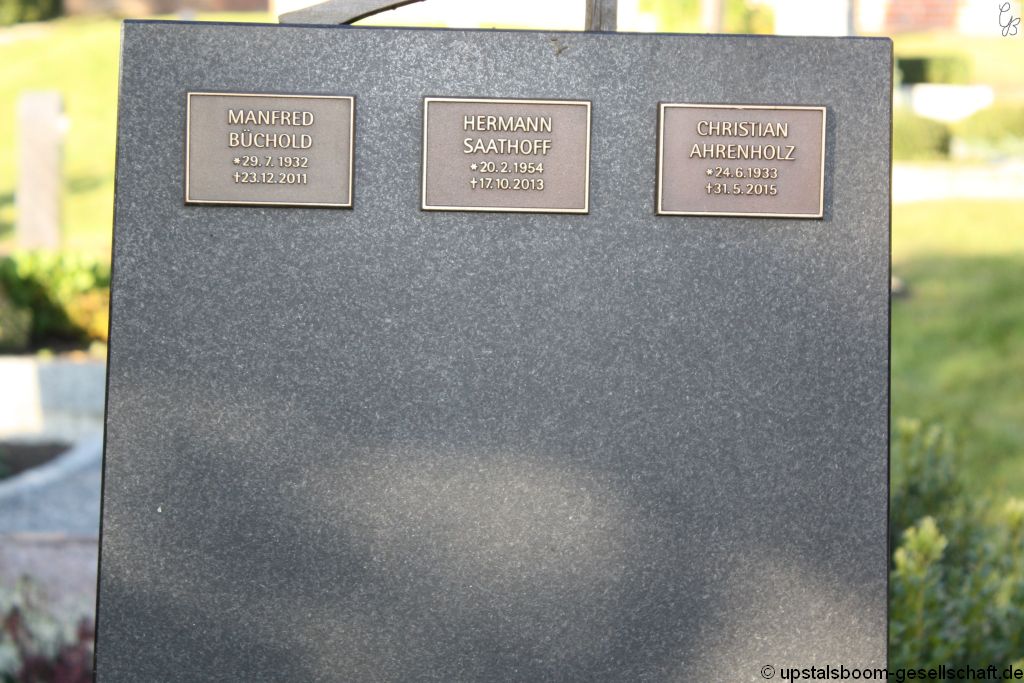 MANFRED
BÜCHOLD
*29.7.1932
†23.12.2011
HERMANN
SAATHOFF
*20.2.1954
†17.10.2013
CHRISTIAN
AHRENHOLZ
*24.6.1933
†31.5.2015
© upstalsboom-gesellschaft.de